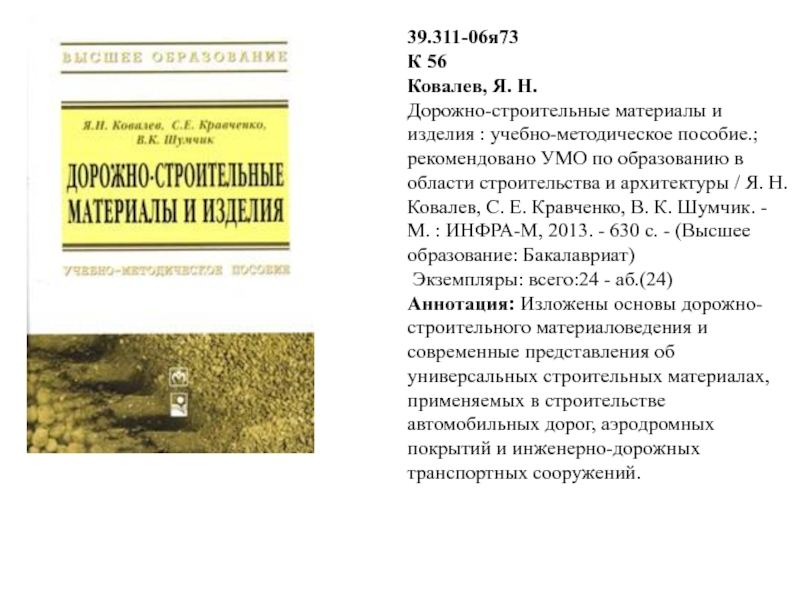 ВЫСШЕЕ ОБРАЗОВАНИЕ
Я.Н. Ковалев, С.Е. Кравченко,
В.К. Шумчик
ДОРОЖНО-СТРОИТЕЛЬНЫЕ
МАТЕРИАЛЫ И ИЗДЕЛИЯ
УЧЕБНО-МЕТОДИЧЕСКОЕ ПОСОБИЕ
39.311-06я73
К 56
Ковалев, Я. Н.
Дорожно-строительные материалы и
изделия : учебно-методическое пособие.;
рекомендовано УМО по образованию в
области строительства и архитектуры / Я. Н.
Ковалев, С. Е. Кравченко, В. К. Шумчик. -
М. : ИНФРА-М, 2013. - 630 с. - (Высшее
образование: Бакалавриат)
Экземпляры: всего:24 - аб.(24)
Аннотация: Изложены основы дорожно-
строительного материаловедения и
современные представления об
универсальных строительных материалах,
применяемых в строительстве
автомобильных дорог, аэродромных
покрытий и инженерно-дорожных
транспортных сооружений.